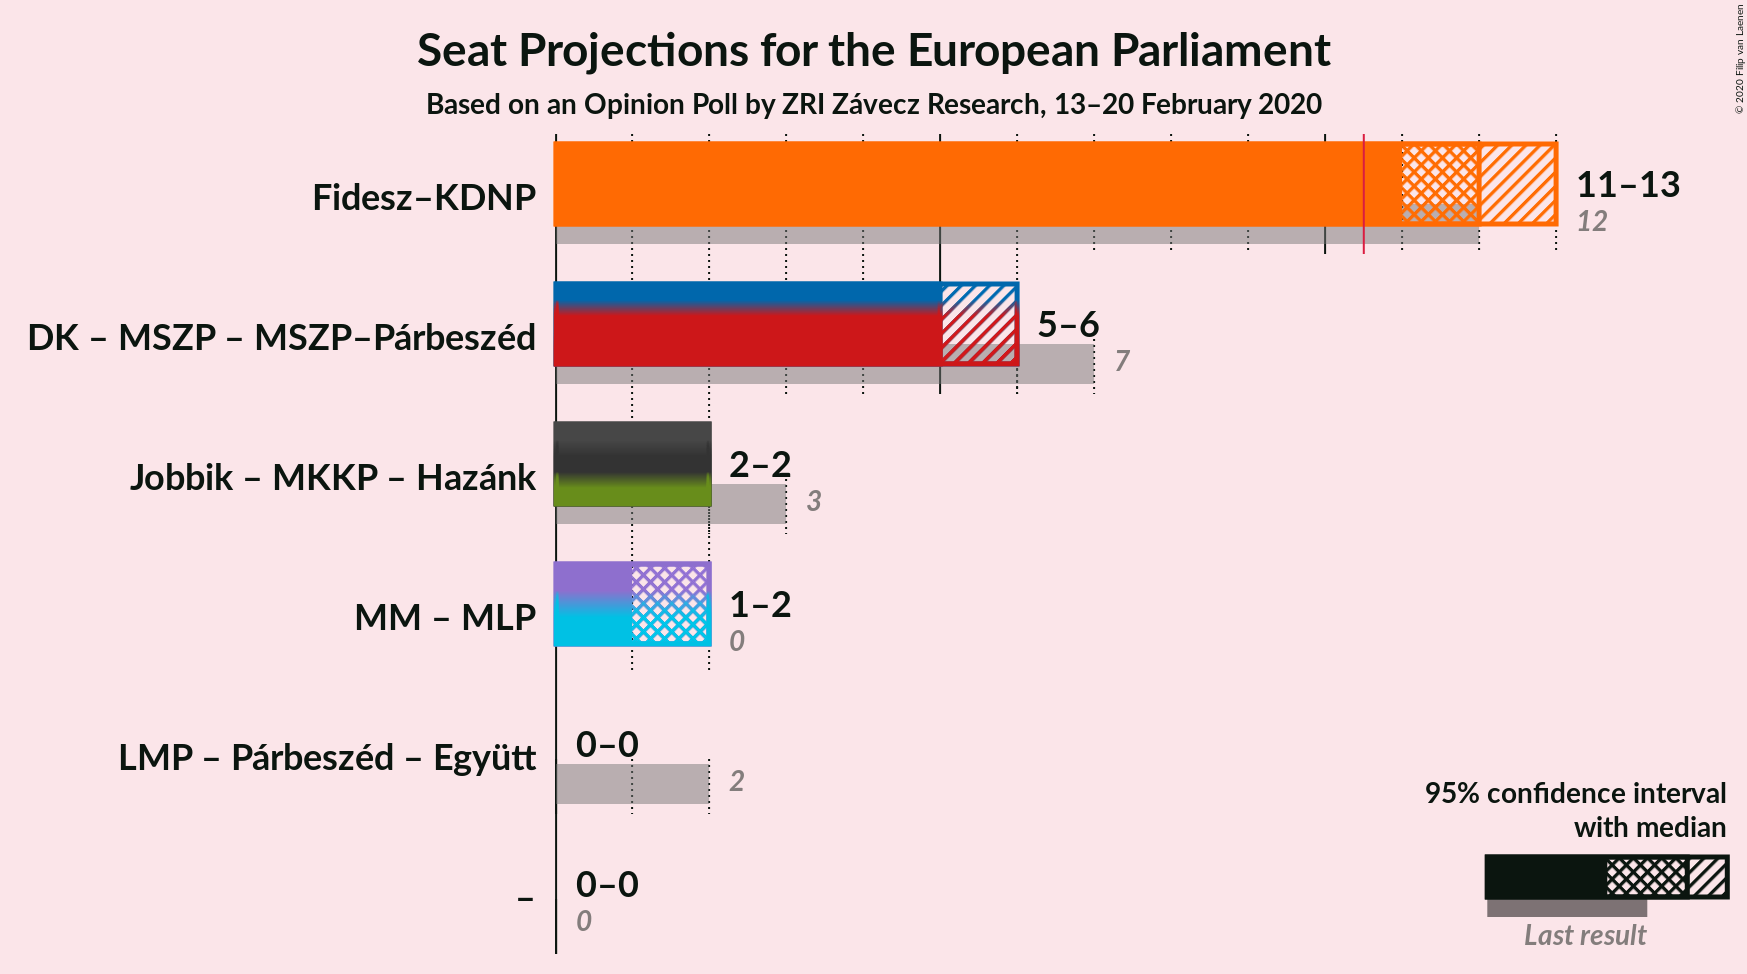 Seat Projections for the European Parliament
Based on an Opinion Poll by ZRI Závecz Research, 13–20 February 2020
© 2020 Filip van Laenen
Fidesz–KDNP
11–13
12
DK – MSZP – MSZP–Párbeszéd
5–6
7
Jobbik – MKKP – Hazánk
2–2
3
MM – MLP
1–2
0
LMP – Párbeszéd – Együtt
0–0
2
–
0–0
0
95% confidence interval
with median
Last result